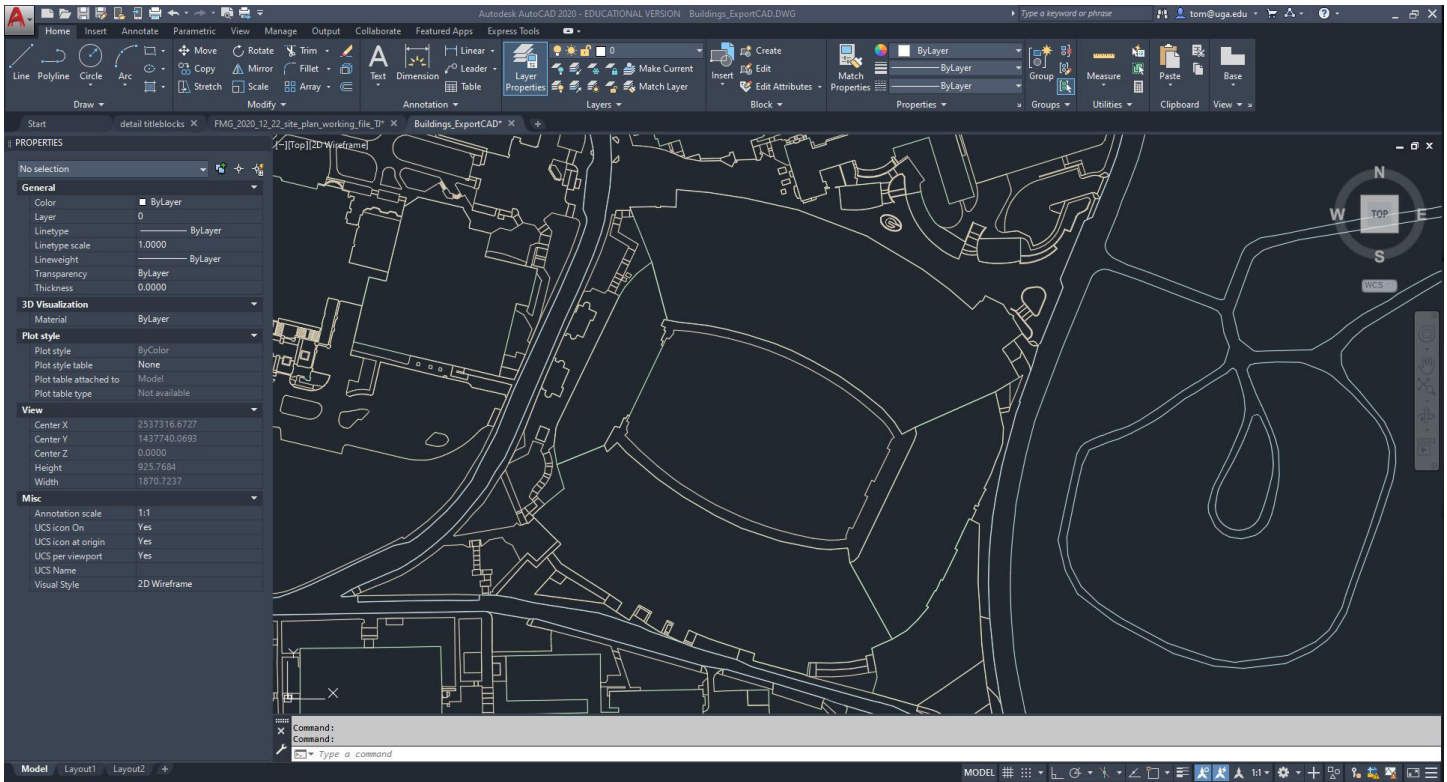 Autodesk AutoCAD 2020 - EDUCATIONAL VERSION Buildings_ExportCAD.DWG
Type a keyword or phrase
tom@uga.edu
Home Insert Annotate Parametric View Manage Output Collaborate Featured Apps Express Tools
Line Polyline Circle Arc
Move Rotate Trim
Copy Mirror Fillet
Stretch Scale Array
Text Dimension
Linear
Leader
Table
Layer Properties
0
Make Current
Match Layer
Insert
Create
Edit
Edit Attributes
Match Properties
ByLayer
ByLayer
ByLayer
Group
Measure
Paste
Base
Draw Modify Annotation Layers Block Properties Groups Utilities Clipboard View
Start detail titleblocks FMG_2020_12_22_site_plan_working_file_TJ* Buildings_ExportCAD*
PROPERTIES
[-][Top][2D Wireframe]
No selection
General
Color ByLayer
Layer 0
Linetype ByLayer
Linetype scale 1.0000
Lineweight ByLayer
Transparency ByLayer
Thickness 0.0000
3D Visualization
Material ByLayer
Plot style
Plot style ByColor
Plot style table None
Plot table attached to Model
Plot table type Not available
View
Center X 2537316.6727
Center Y 1437740.0693
Center Z 0.0000
Height 925.7684
Width 1870.7237
Misc
Annotation scale 1:1
UCS icon On Yes
UCS icon at origin Yes
UCS per viewport Yes
UCS Name
Visual Style 2D Wireframe
N
W TOP E
S
WCS
Y
X
Command:
Command:
Type a command
Model Layout1 Layout2
MODEL 1:1